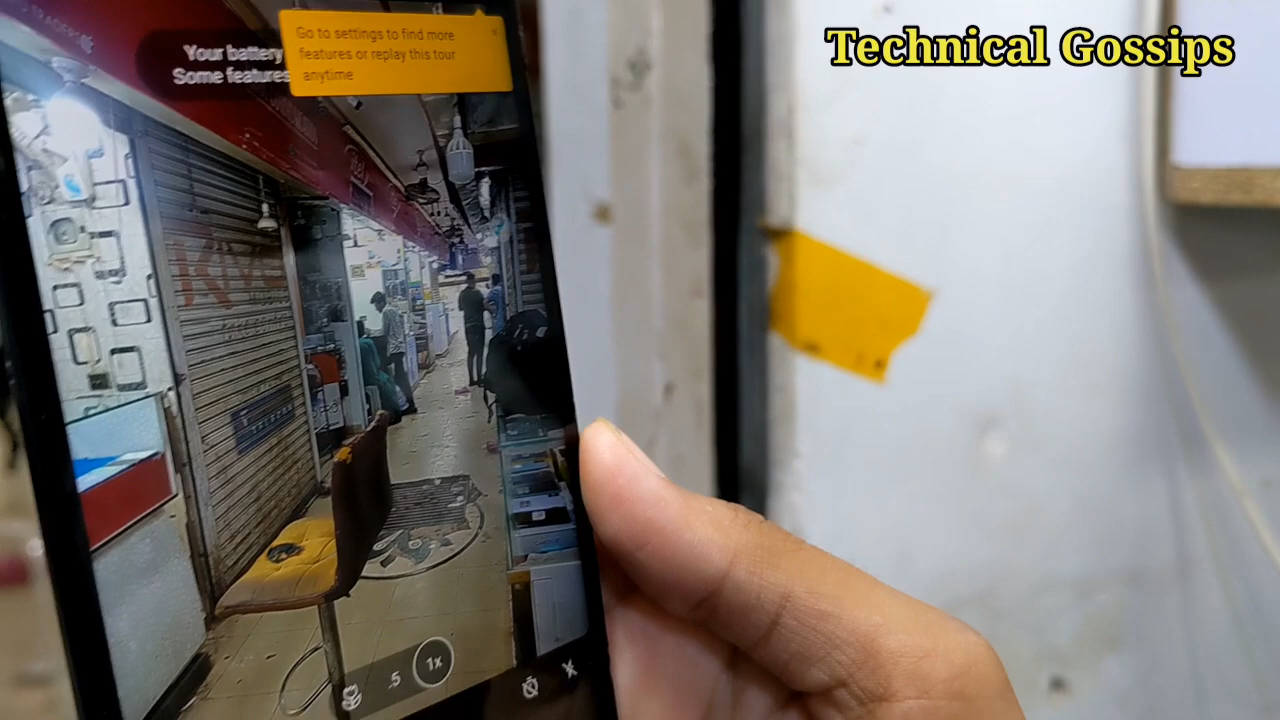 Technical Gossips
Go to settings to find more
features or replay this tour
anytime
Your battery
Some features
.5
1x